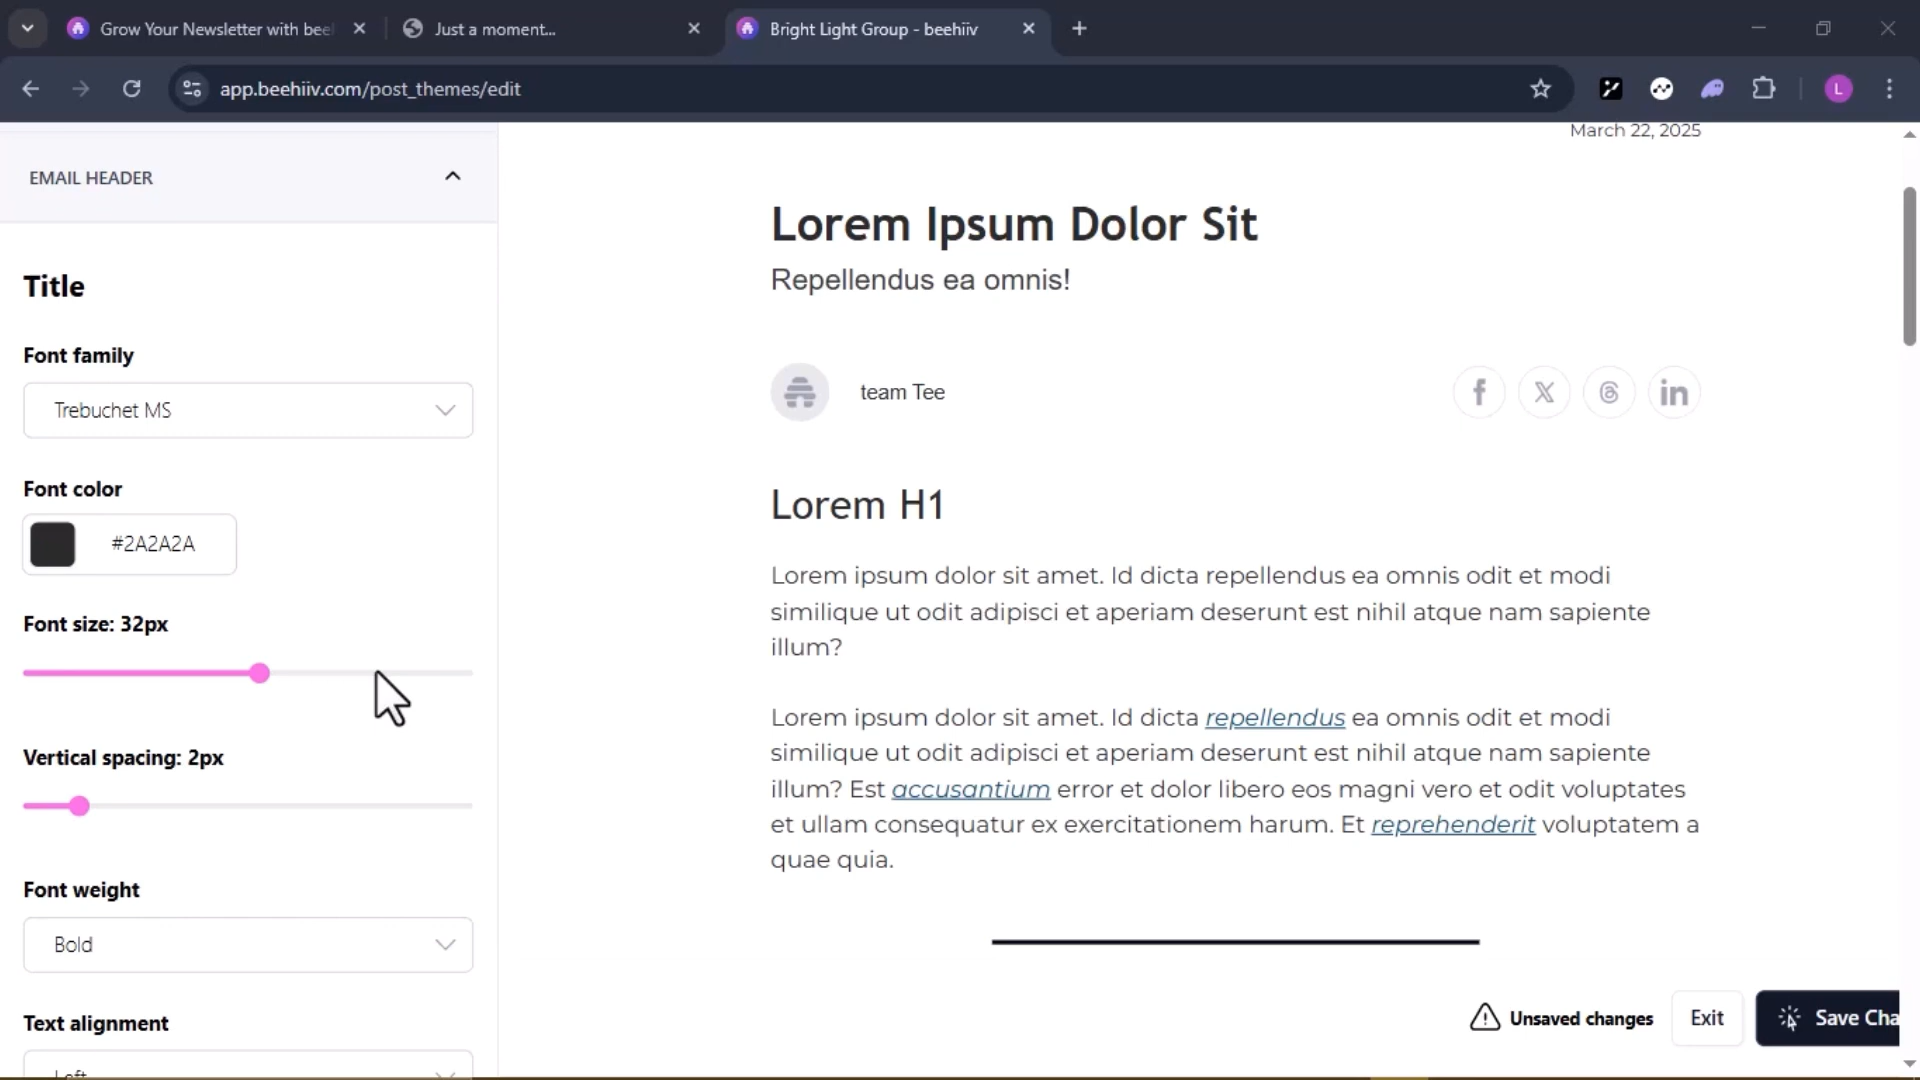 Grow Your Newsletter with bee
Just a moment...
Bright Light Group - beehiiv
app.beehiiv.com/post_themes/edit
L
EMAIL HEADER
Title
Font family
Trebuchet MS
Font color
#2A2A2A
Font size: 32px
Vertical spacing: 2px
Font weight
Bold
Text alignment
Left
March 22, 2025
Lorem Ipsum Dolor Sit
Repellendus ea omnis!
team Tee
Lorem H1
Lorem ipsum dolor sit amet. Id dicta repellendus ea omnis odit et modi
similique ut odit adipisci et aperiam deserunt est nihil atque nam sapiente
illum?
Lorem ipsum dolor sit amet. Id dicta repellendus ea omnis odit et modi
similique ut odit adipisci et aperiam deserunt est nihil atque nam sapiente
illum? Est accusantium error et dolor libero eos magni vero et odit voluptates
et ullam consequatur ex exercitationem harum. Et reprehenderit voluptatem a
quae quia.
Unsaved changes
Exit
Save Cha